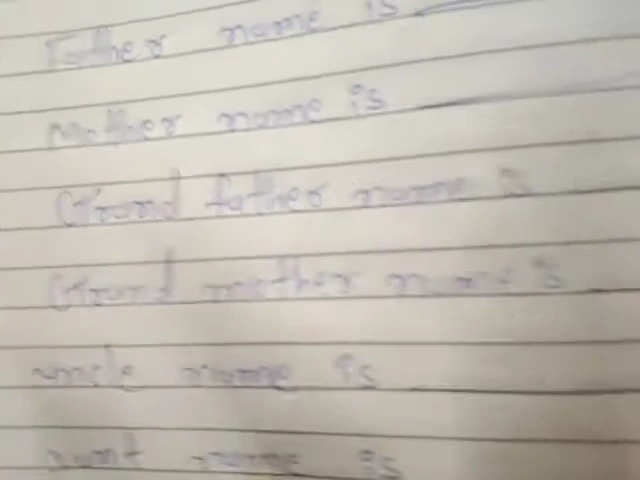 Father name is
Mother name is
Grand father name is
Grand mother name is
uncle name is
aunt name is